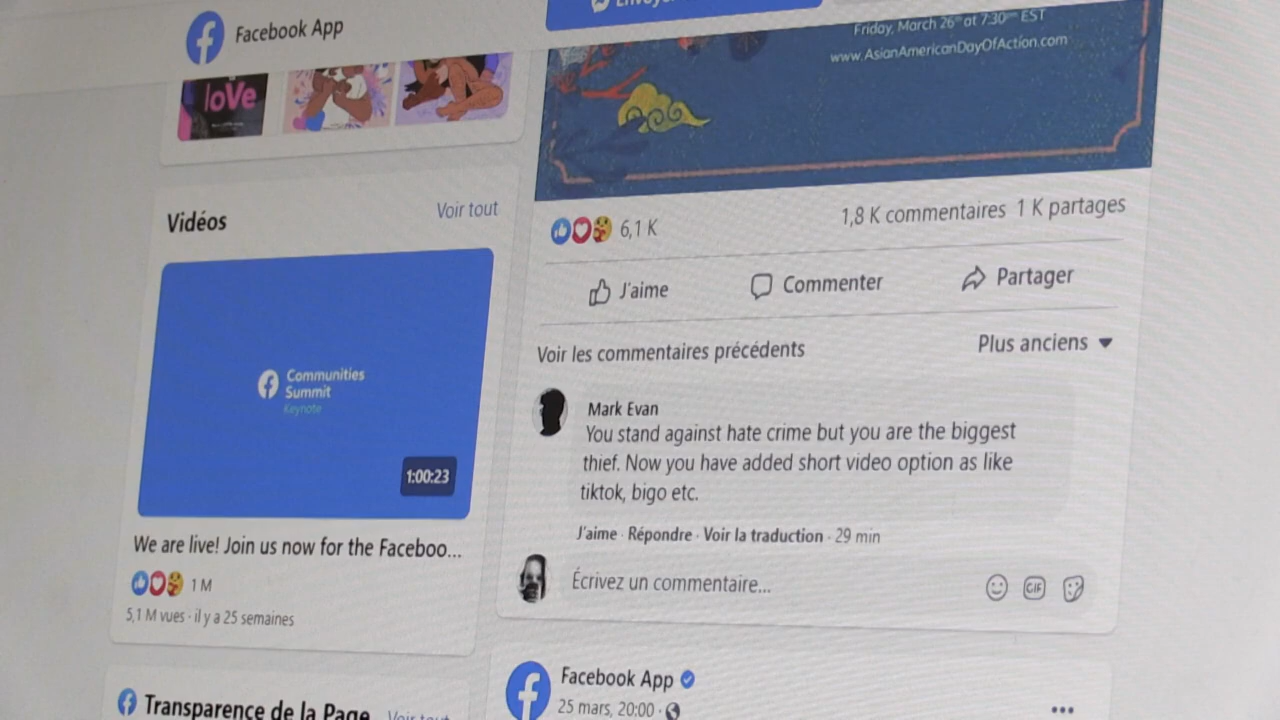 Facebook App
Friday, March 26 at 7:30 EST
www.AsianAmericanDayOfAction.com
loVe
Vidéos
Voir tout
Communities
Summit
Keynote
1:00:23
We are live! Join us now for the Faceboo...
1 M
5,1 M vues · il y a 25 semaines
Transparence de la Page
Voir tout
6,1 K
1,8 K commentaires 1 K partages
J'aime
Commenter
Partager
Voir les commentaires précédents
Plus anciens
Mark Evan
You stand against hate crime but you are the biggest
thief. Now you have added short video option as like
tiktok, bigo etc.
J'aime · Répondre · Voir la traduction · 29 min
Écrivez un commentaire...
GIF
Facebook App
25 mars, 20:00 ·